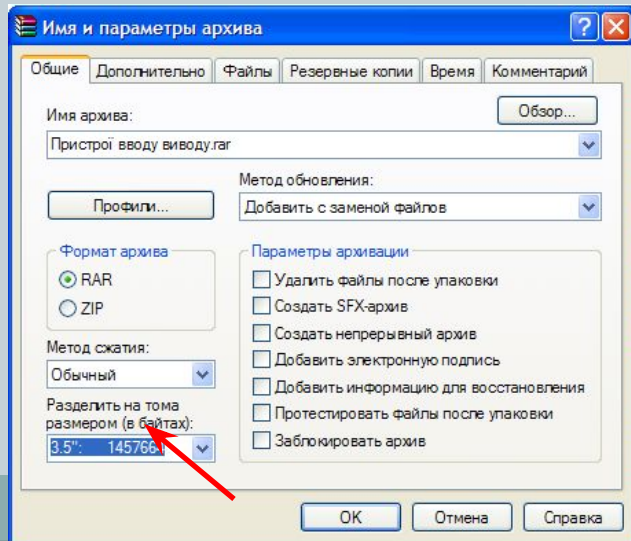 Имя и параметры архива
Общие Дополнительно Файлы Резервные копии Время Комментарий
Имя архива:
Обзор...
Пристрої вводу виводу.rar
Метод обновления:
Профили...
Добавить с заменой файлов
Формат архива
RAR
ZIP
Метод сжатия:
Обычный
Разделить на тома
размером (в байтах):
3.5":
Параметры архивации
Удалить файлы после упаковки
Создать SFX-архив
Создать непрерывный архив
Добавить электронную подпись
Добавить информацию для восстановления
Протестировать файлы после упаковки
Заблокировать архив
OK Отмена Справка